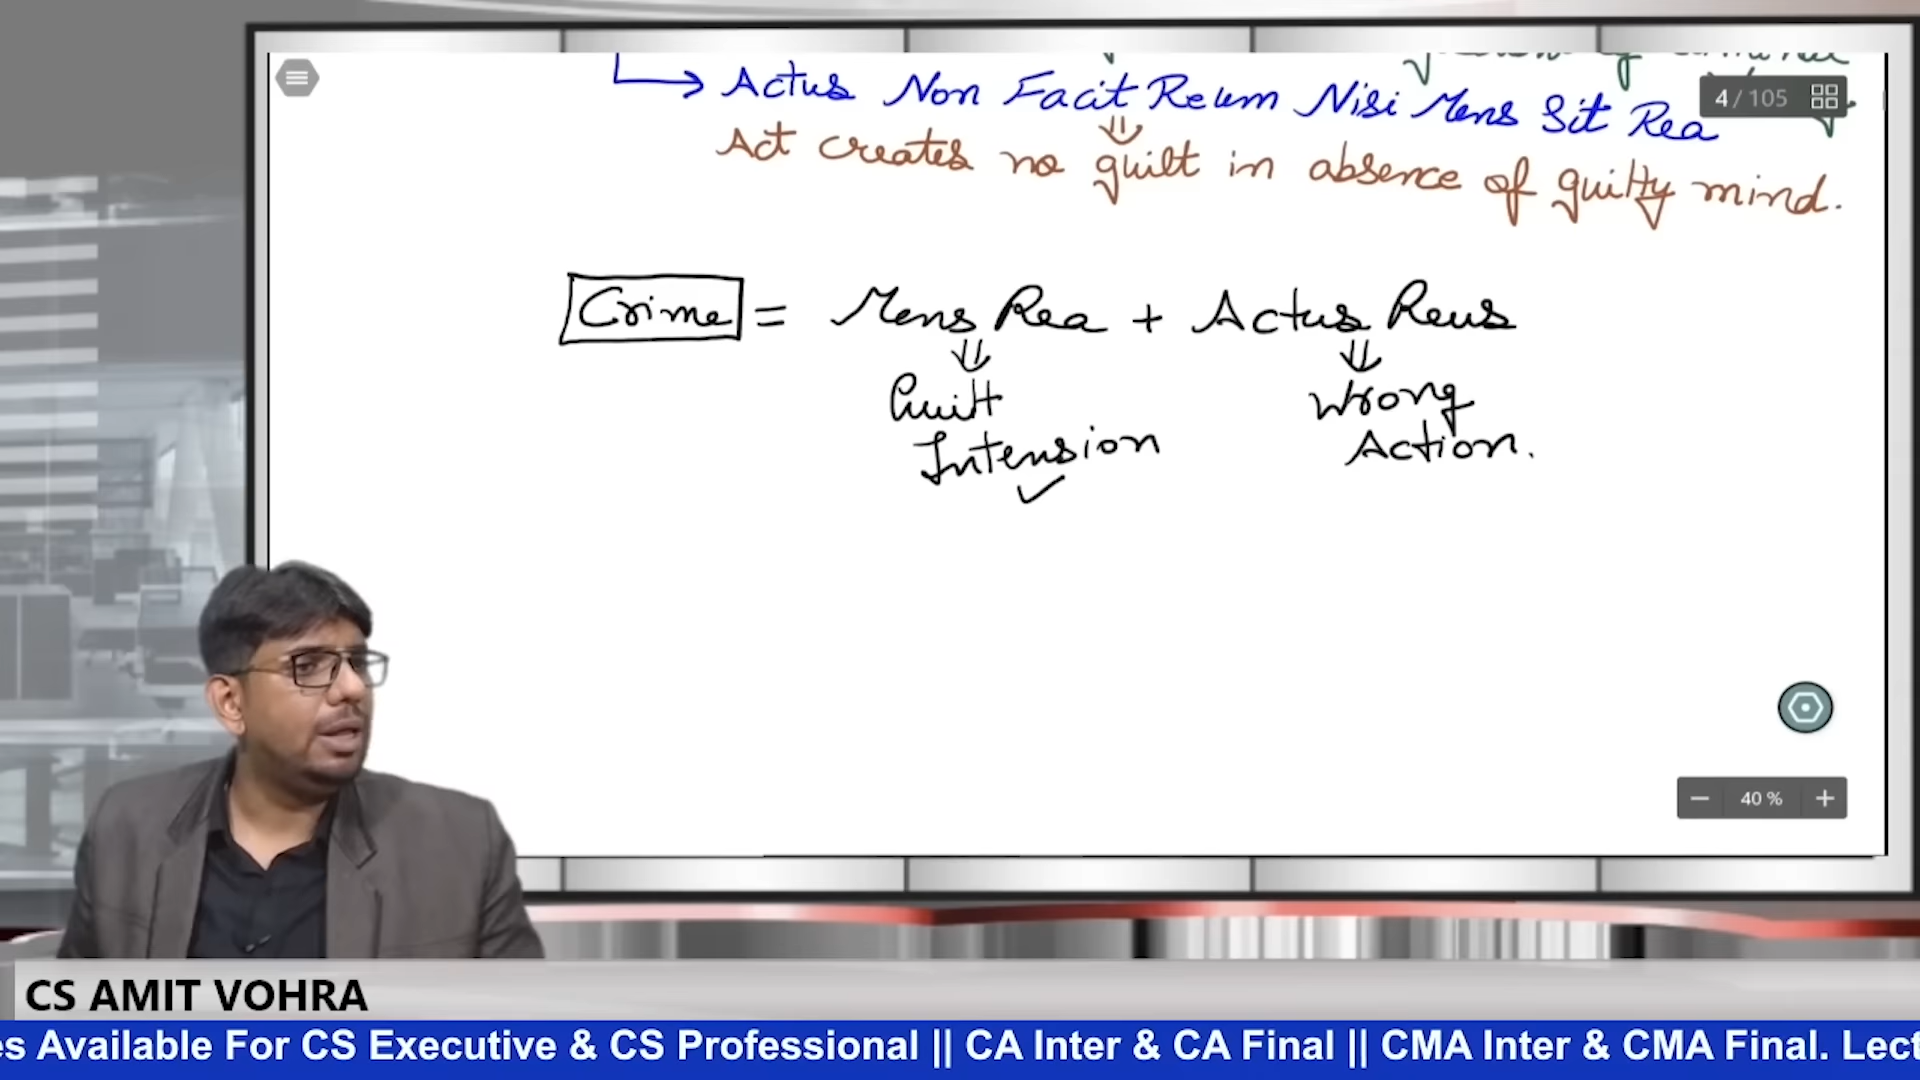 Actus Non Facit Reum Nisi Mens Sit Rea
4 / 105
Act creates no guilt in absence of guilty mind.
Crime = Mens Rea + Actus Reus
Guilt Intension
Wrong Action.
40 %
CS AMIT VOHRA
es Available For CS Executive & CS Professional || CA Inter & CA Final || CMA Inter & CMA Final. Lect